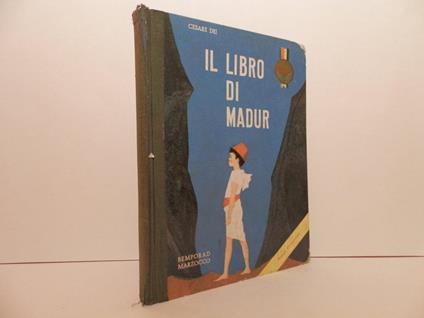 CESARE DEI
IL LIBRO
DI
MADUR
BEMPORAD
MARZOCCO